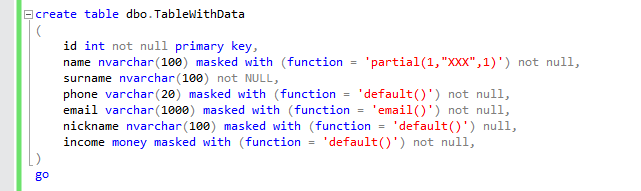 create table dbo.TableWithData
(
    id int not null primary key,
    name nvarchar(100) masked with (function = 'partial(1,"XXX",1)') not null,
    surname nvarchar(100) not NULL,
    phone varchar(20) masked with (function = 'default()') not null,
    email varchar(1000) masked with (function = 'email()') not null,
    nickname nvarchar(100) masked with (function = 'default()') null,
    income money masked with (function = 'default()') not null,
)
go